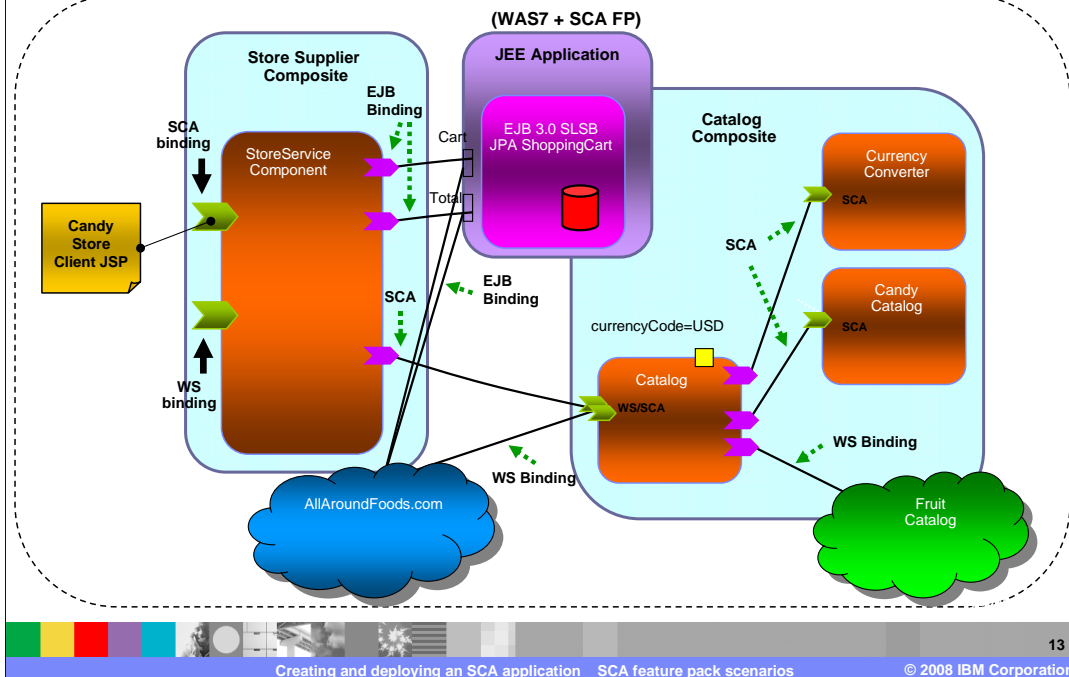 (WAS7 + SCA FP)
Store Supplier
Composite
JEE Application
EJB
Binding
SCA
binding
StoreService
Component
Cart
EJB 3.0 SLSB
JPA ShoppingCart
Catalog
Composite
Currency
Converter
SCA
Total
Candy
Store
Client JSP
SCA
EJB
Binding
SCA
Candy
Catalog
SCA
currencyCode=USD
WS
binding
Catalog
WS/SCA
WS Binding
WS Binding
AllAroundFoods.com
Fruit
Catalog
13
Creating and deploying an SCA application SCA feature pack scenarios
© 2008 IBM Corporation